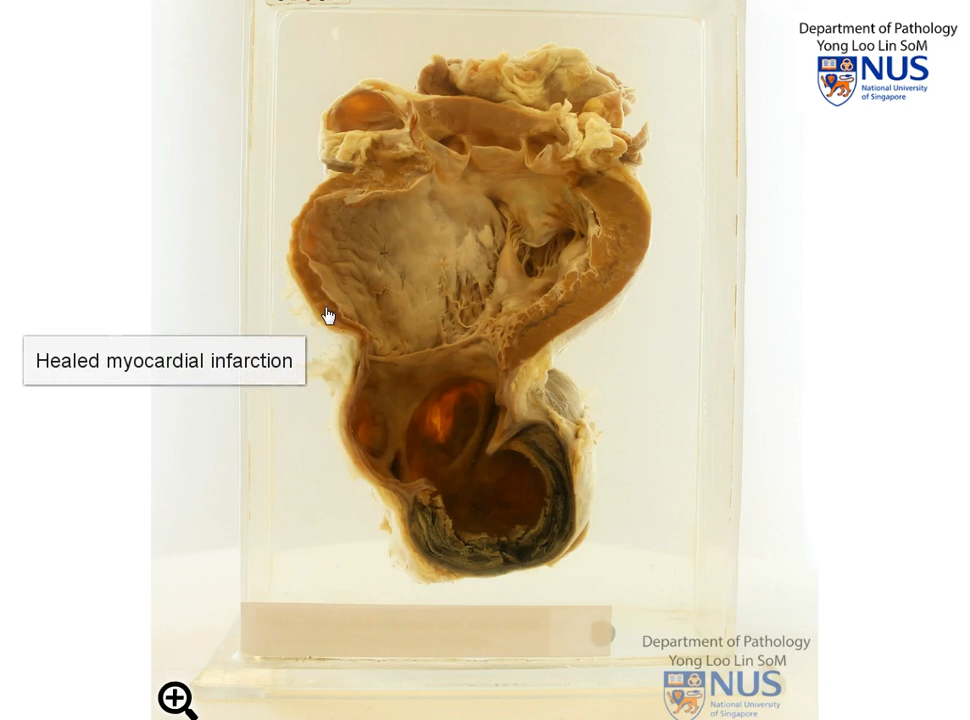 Department of Pathology
Yong Loo Lin SoM
NUS
National University
of Singapore
Healed myocardial infarction
Department of Pathology
Yong Loo Lin SoM
NUS
National University
of Singapore